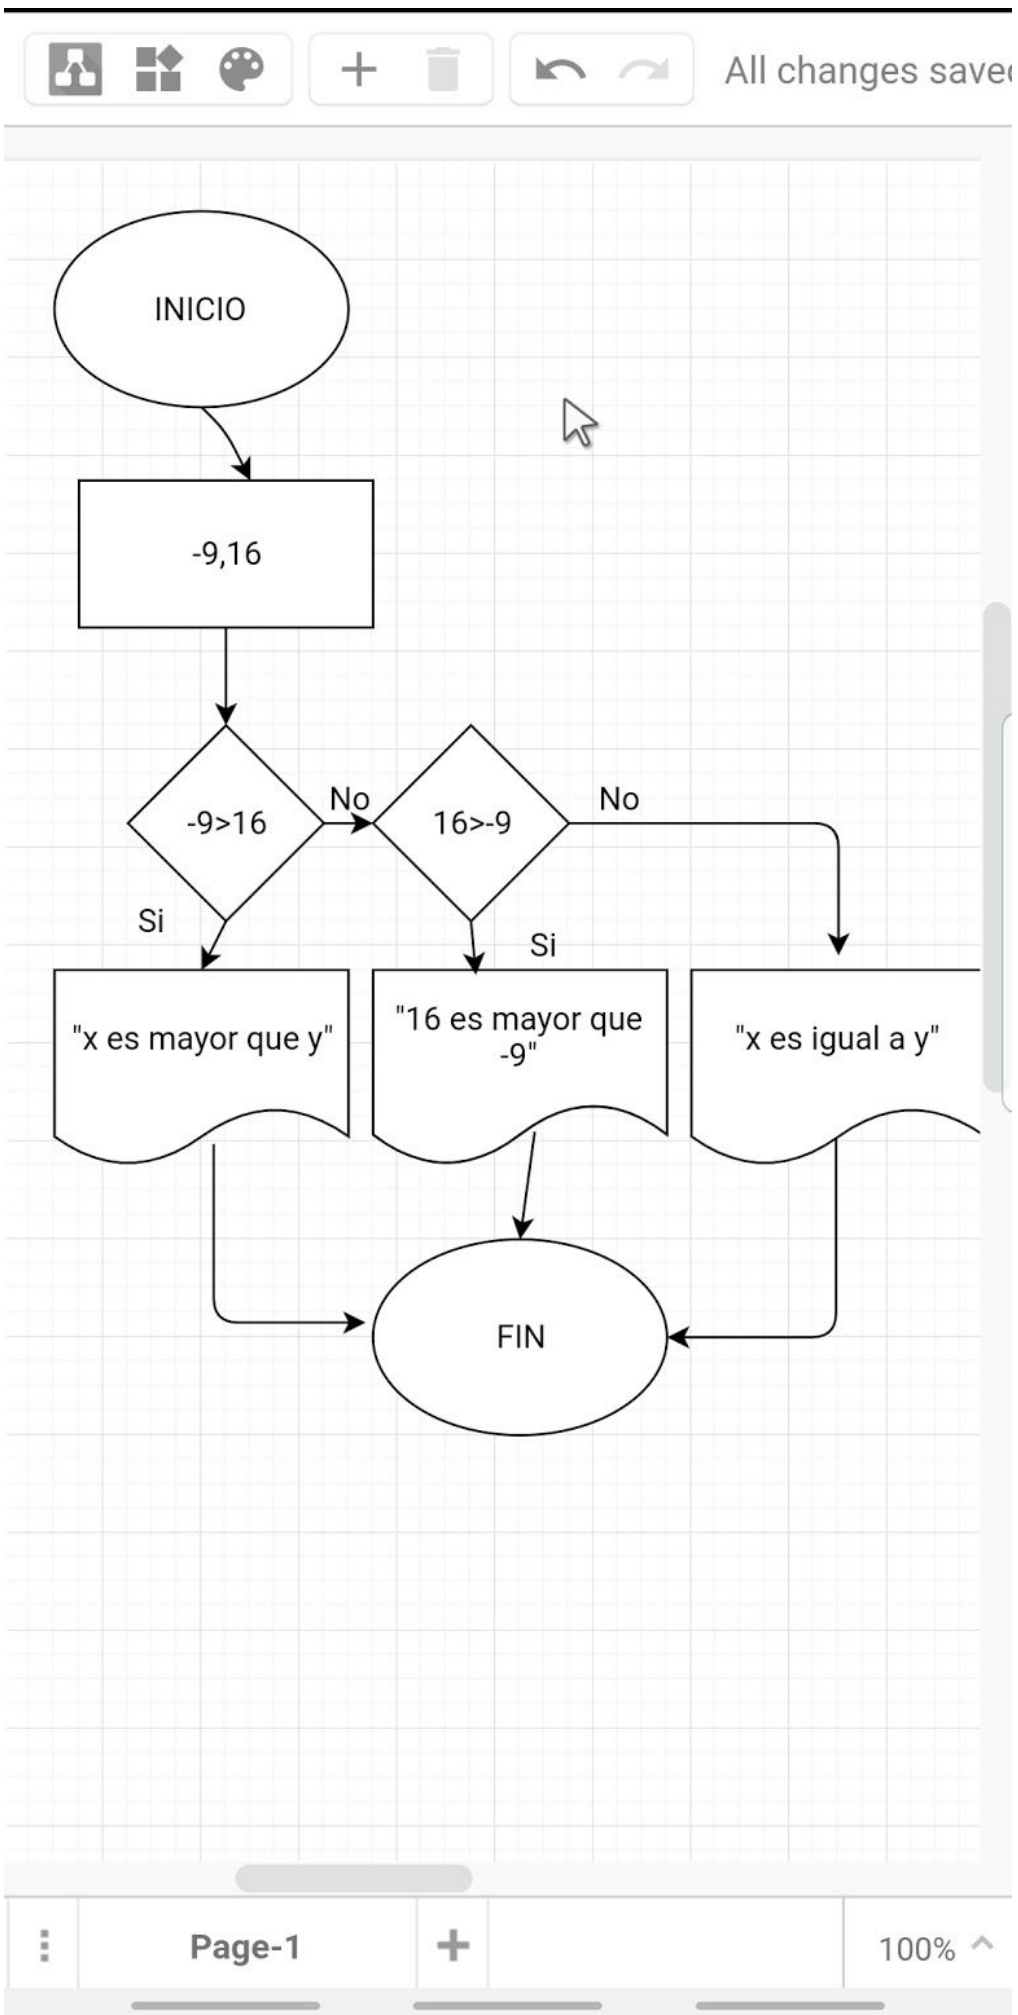 All changes saved
INICIO
-9,16
-9>16
No
16>-9
No
Si
Si
"x es mayor que y"
"16 es mayor que
-9"
"x es igual a y"
FIN
Page-1
100%